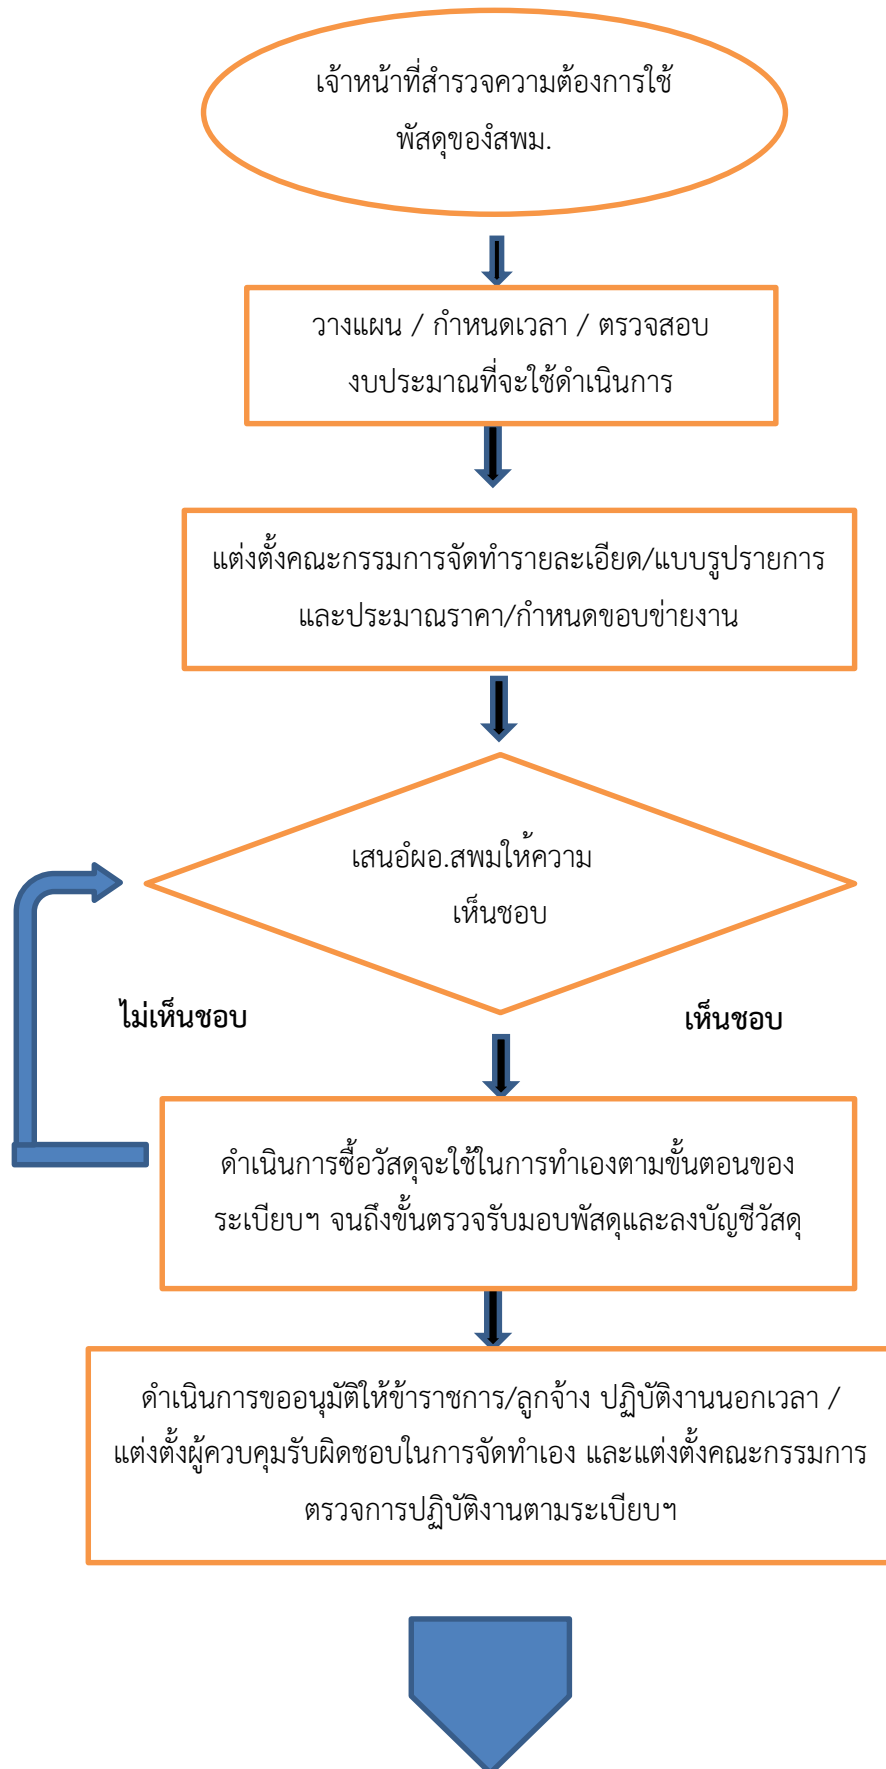 เจ้าหน้าที่สำรวจความต้องการใช้
พัสดุของํสพม.
วางแผน / กำหนดเวลา / ตรวจสอบ
งบประมาณที่จะใช้ดำเนินการ
แต่งตั้งคณะกรรมการจัดทำรายละเอียด/แบบรูปรายการ
และประมาณราคา/กำหนดขอบข่ายงาน
เสนอํผอ.สพมให้ความ
เห็นชอบ
ไม่เห็นชอบ
เห็นชอบ
ดำเนินการซื้อวัสดุจะใช้ในการทำเองตามขั้นตอนของ
ระเบียบฯ จนถึงขั้นตรวจรับมอบพัสดุและลงบัญชีวัสดุ
ดำเนินการขออนุมัติให้ข้าราชการ/ลูกจ้าง ปฏิบัติงานนอกเวลา /
แต่งตั้งผู้ควบคุมรับผิดชอบในการจัดทำเอง และแต่งตั้งคณะกรรมการ
ตรวจการปฏิบัติงานตามระเบียบฯ